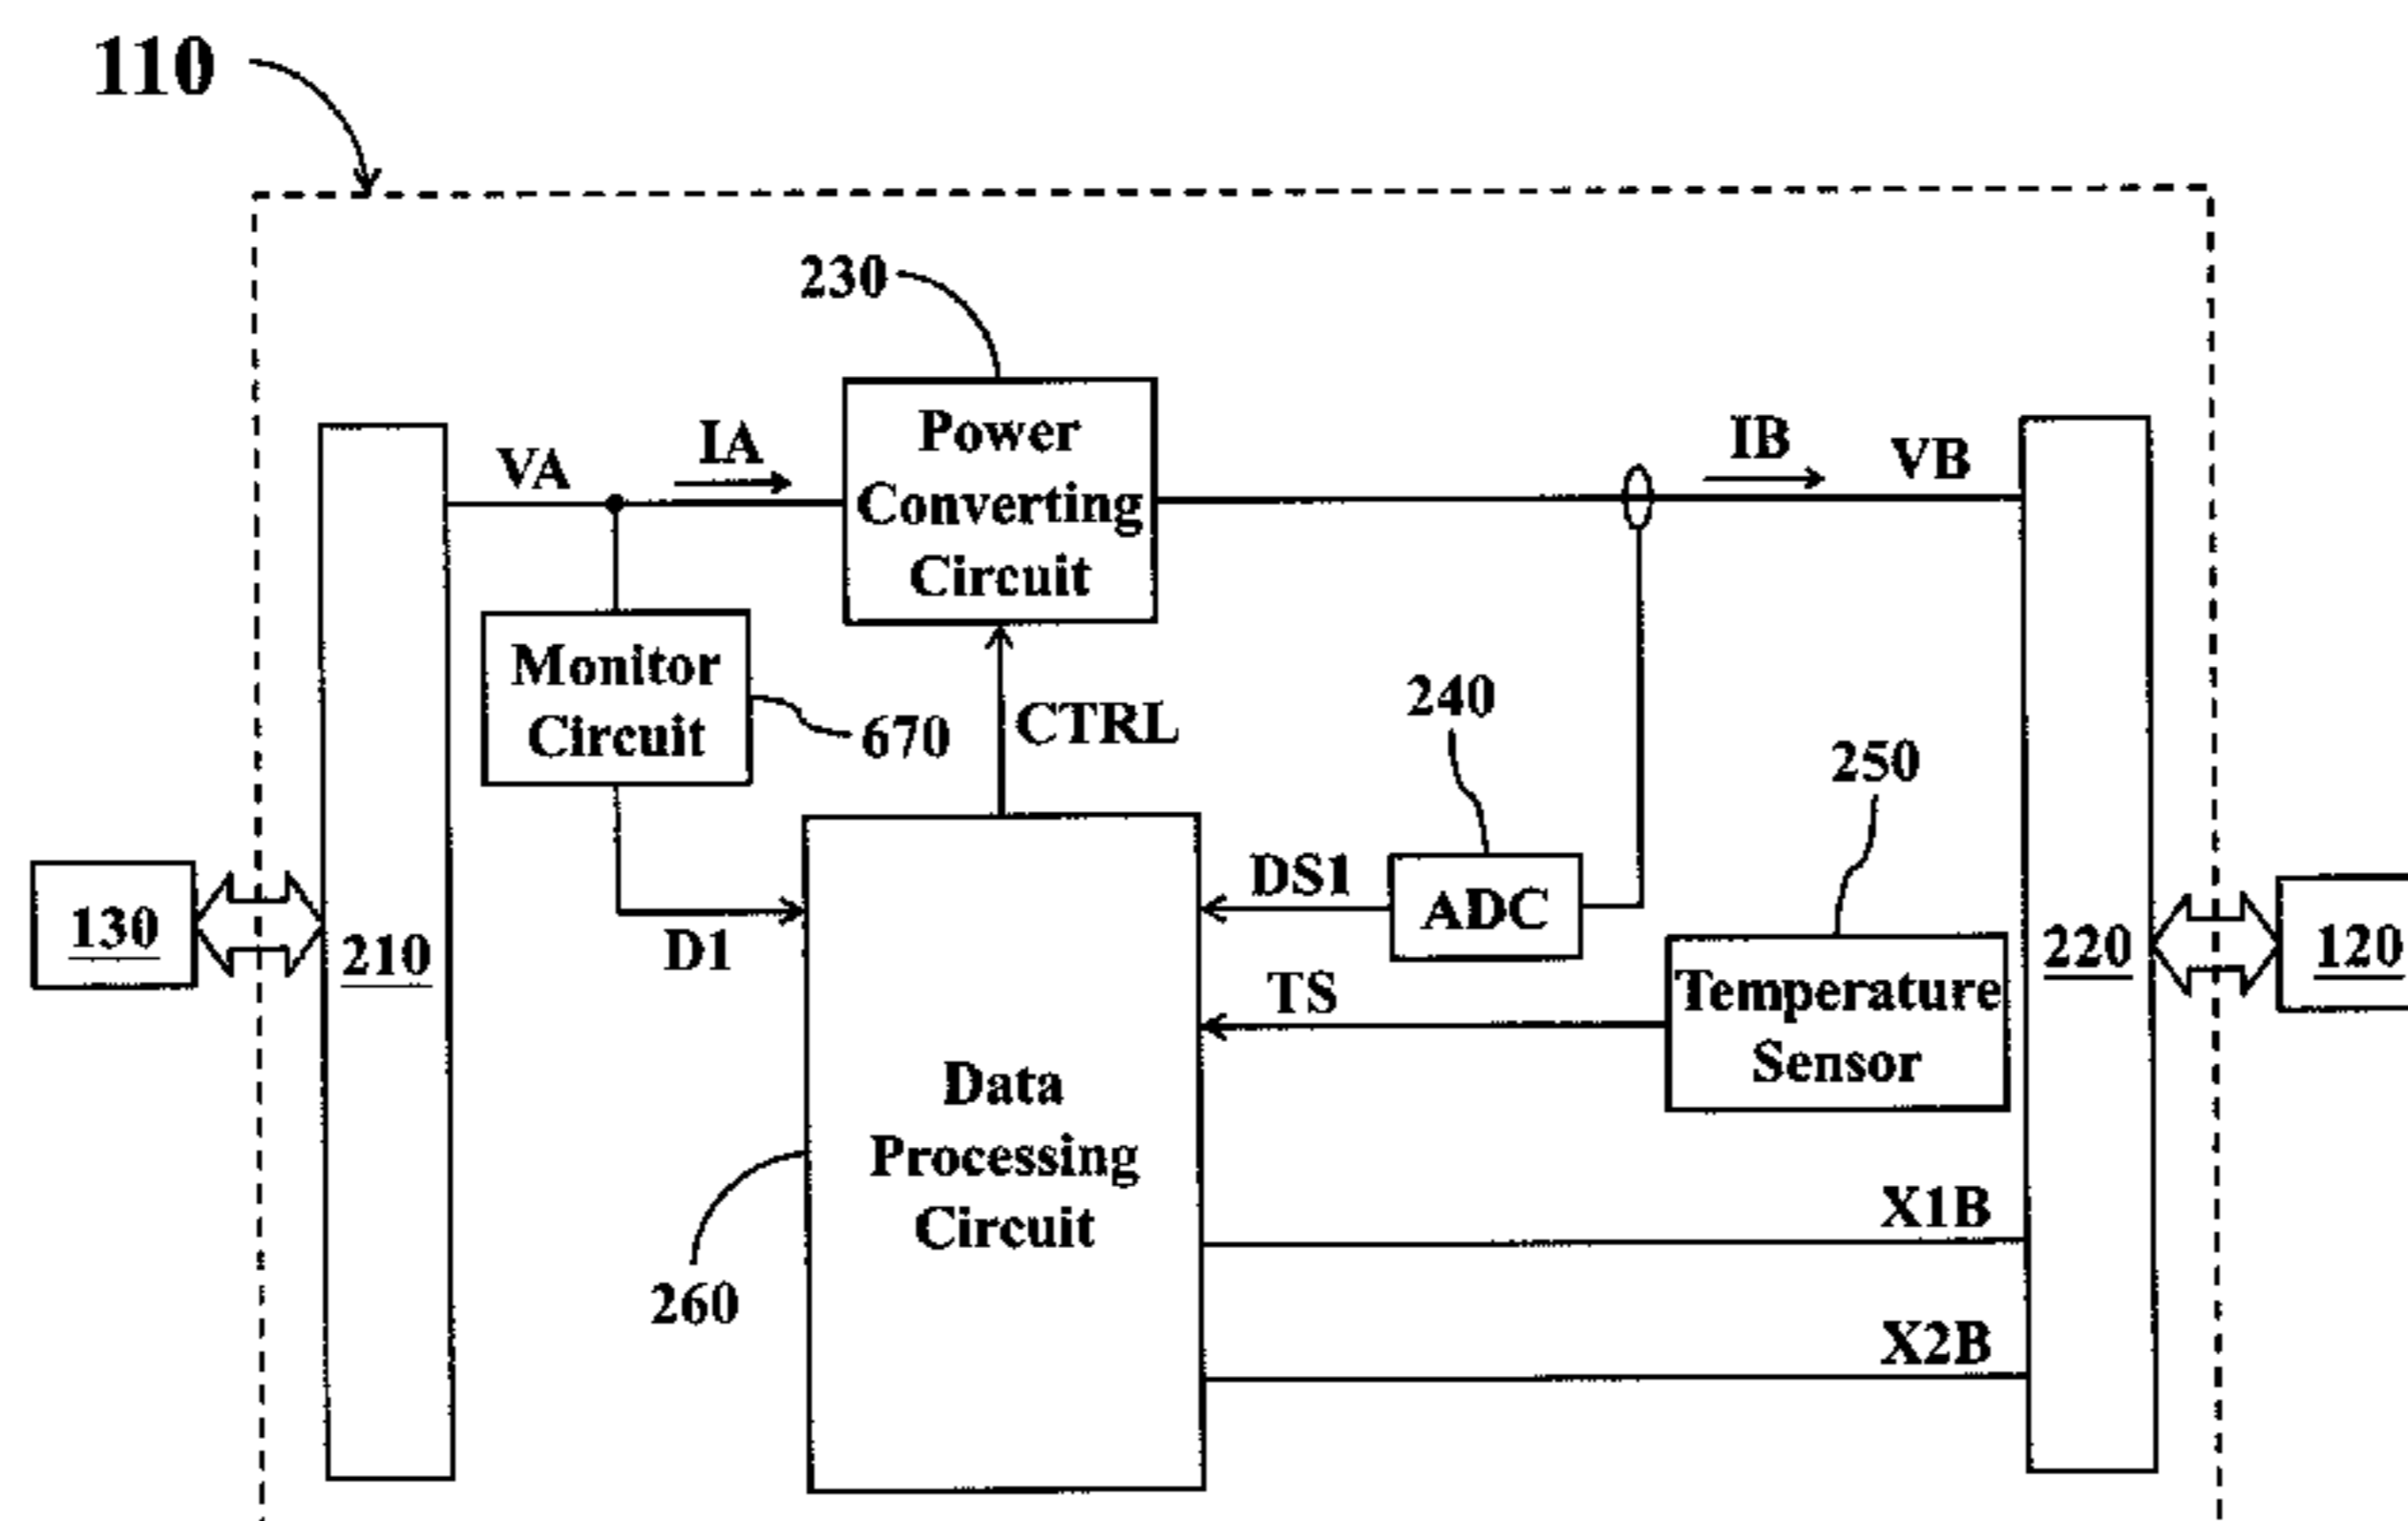 110
230
Power
Converting
Circuit
VA
IA
IB
VB
Monitor
Circuit
670
CTRL
240
250
130
210
D1
DS1
ADC
TS
Temperature
Sensor
220
120
Data
Processing
Circuit
260
X1B
X2B